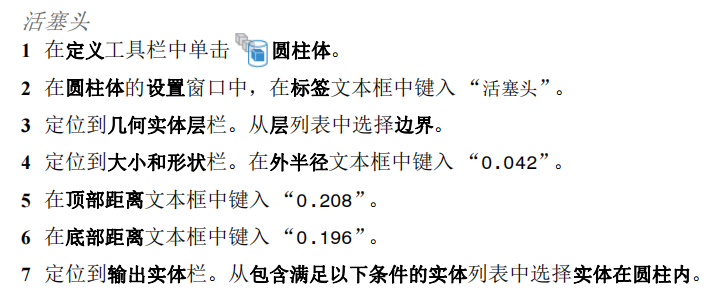 活塞头
1 在定义工具栏中单击 圆柱体。
2 在圆柱体的设置窗口中，在标签文本框中键入 “活塞头”。
3 定位到几何实体层栏。从层列表中选择边界。
4 定位到大小和形状栏。在外半径文本框中键入 “0.042”。
5 在顶部距离文本框中键入 “0.208”。
6 在底部距离文本框中键入 “0.196”。
7 定位到输出实体栏。从包含满足以下条件的实体列表中选择实体在圆柱内。